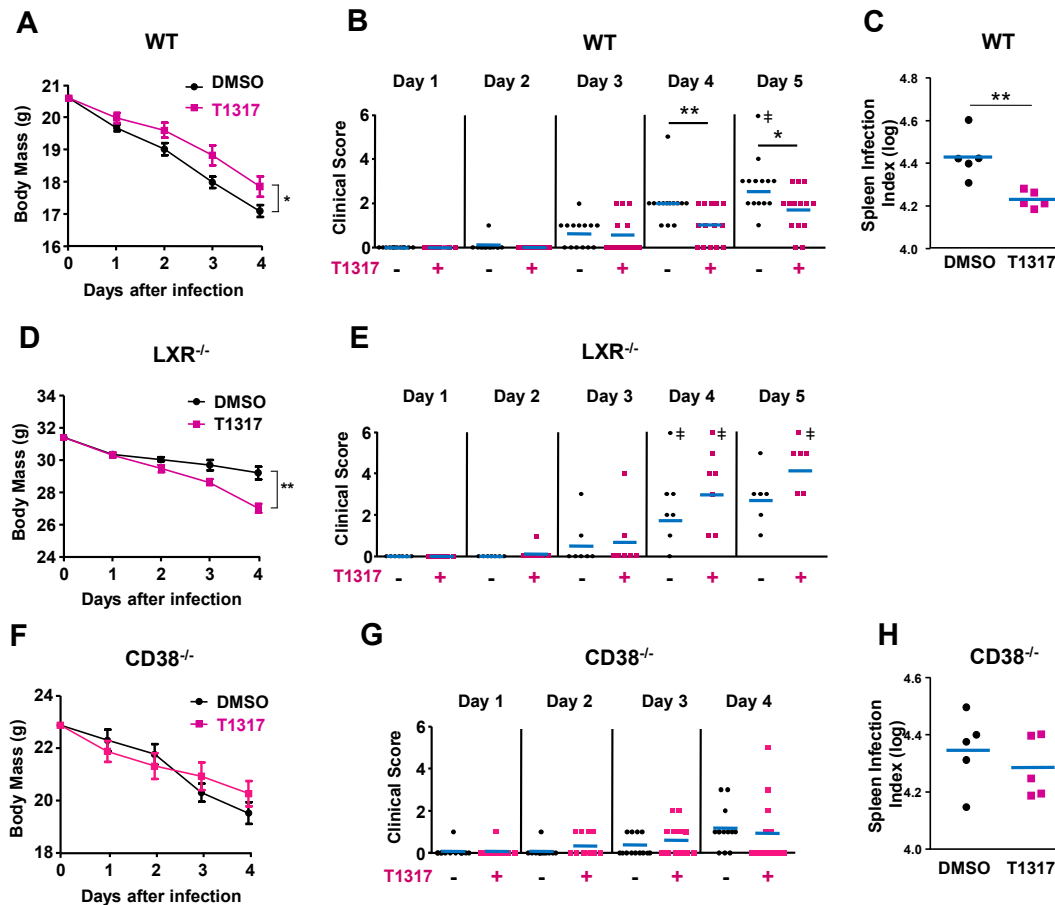 A
WT
DMSO
T1317
Body Mass (g)
21
20
19
18
17
16
*
0 1 2 3 4
Days after infection
B
WT
Day 1 Day 2 Day 3 Day 4 Day 5
Clinical Score
6
4
2
0
**
‡
*
T1317 - + - + - + - + - +
C
WT
Spleen Infection
Index (log)
4.8
4.6
4.4
4.2
4.0
**
DMSO T1317
D
LXR-/-
DMSO
T1317
Body Mass (g)
34
32
30
28
26
24
**
0 1 2 3 4
Days after infection
E
LXR-/-
Day 1 Day 2 Day 3 Day 4 Day 5
Clinical Score
6
4
2
0
‡ ‡ ‡
T1317 - + - + - + - + - +
F
CD38-/-
DMSO
T1317
Body Mass (g)
24
22
20
18
0 1 2 3 4
Days after infection
G
CD38-/-
Day 1 Day 2 Day 3 Day 4
Clinical Score
6
4
2
0
T1317 - + - + - + - +
H
CD38-/-
Spleen Infection
Index (log)
4.6
4.4
4.2
4.0
DMSO T1317